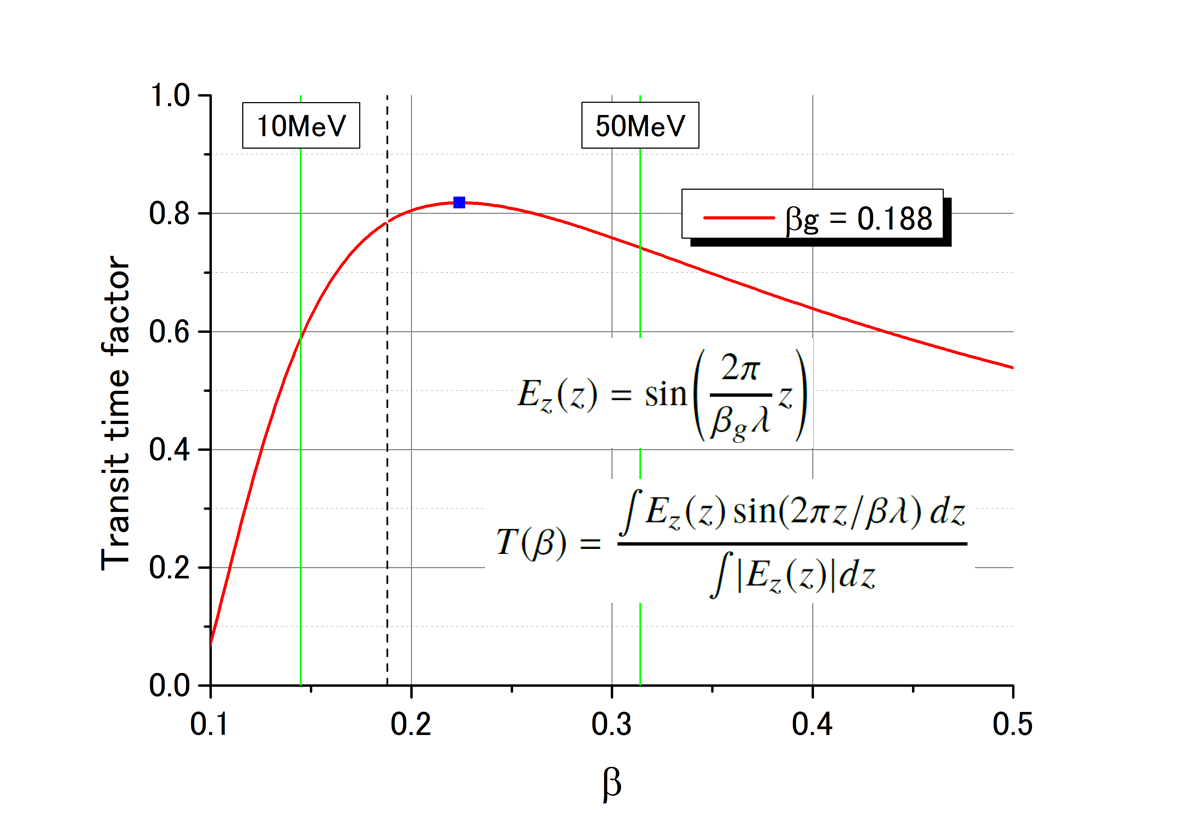 1.0
10MeV
50MeV
0.8
βg = 0.188
0.6
E_z(z) = sin(2π/β_gλ z)
0.4
T(β) = ∫E_z(z) sin(2πz/βλ) dz / ∫|E_z(z)|dz
0.2
0.0
0.1 0.2 0.3 0.4 0.5
β
Transit time factor